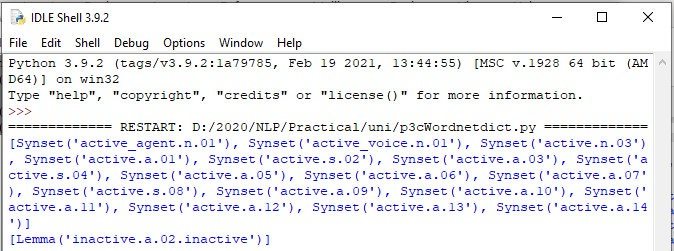 IDLE Shell 3.9.2
File Edit Shell Debug Options Window Help
Python 3.9.2 (tags/v3.9.2:1a79785, Feb 19 2021, 13:44:55) [MSC v.1928 64 bit (AM
D64)] on win32
Type "help", "copyright", "credits" or "license()" for more information.
>>>
============= RESTART: D:/2020/NLP/Practical/uni/p3cWordnetdict.py =============
[Synset('active_agent.n.01'), Synset('active_voice.n.01'), Synset('active.n.03')
, Synset('active.a.01'), Synset('active.s.02'), Synset('active.a.03'), Synset('a
ctive.s.04'), Synset('active.a.05'), Synset('active.a.06'), Synset('active.a.07'
), Synset('active.s.08'), Synset('active.a.09'), Synset('active.a.10'), Synset('
active.a.11'), Synset('active.a.12'), Synset('active.a.13'), Synset('active.a.14
')]
[Lemma('inactive.a.02.inactive')]